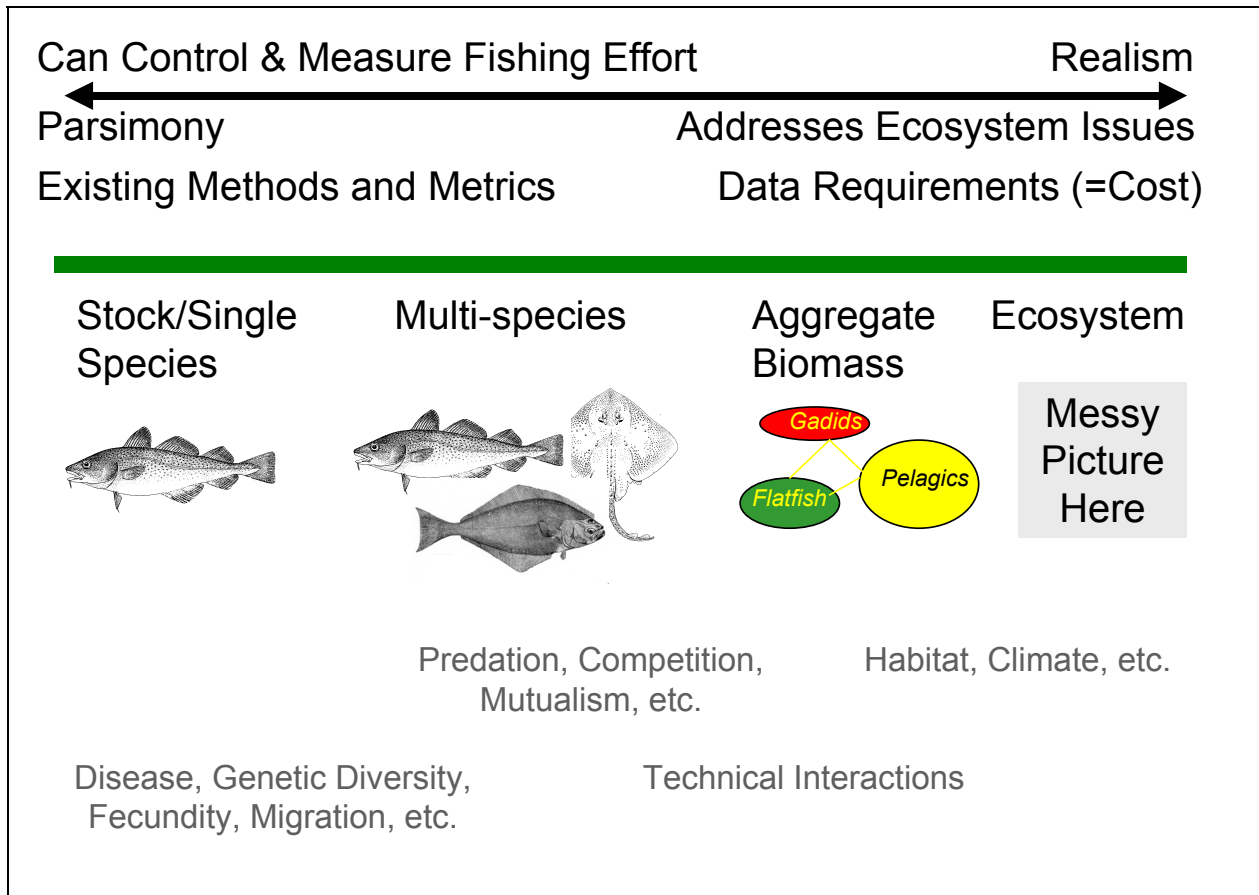 Can Control & Measure Fishing Effort
Realism
Parsimony
Addresses Ecosystem Issues
Existing Methods and Metrics
Data Requirements (=Cost)
Stock/Single
Species
Multi-species
Aggregate
Biomass
Ecosystem
Gadids
Flatfish
Pelagics
Messy
Picture
Here
Predation, Competition,
Mutualism, etc.
Habitat, Climate, etc.
Disease, Genetic Diversity,
Fecundity, Migration, etc.
Technical Interactions